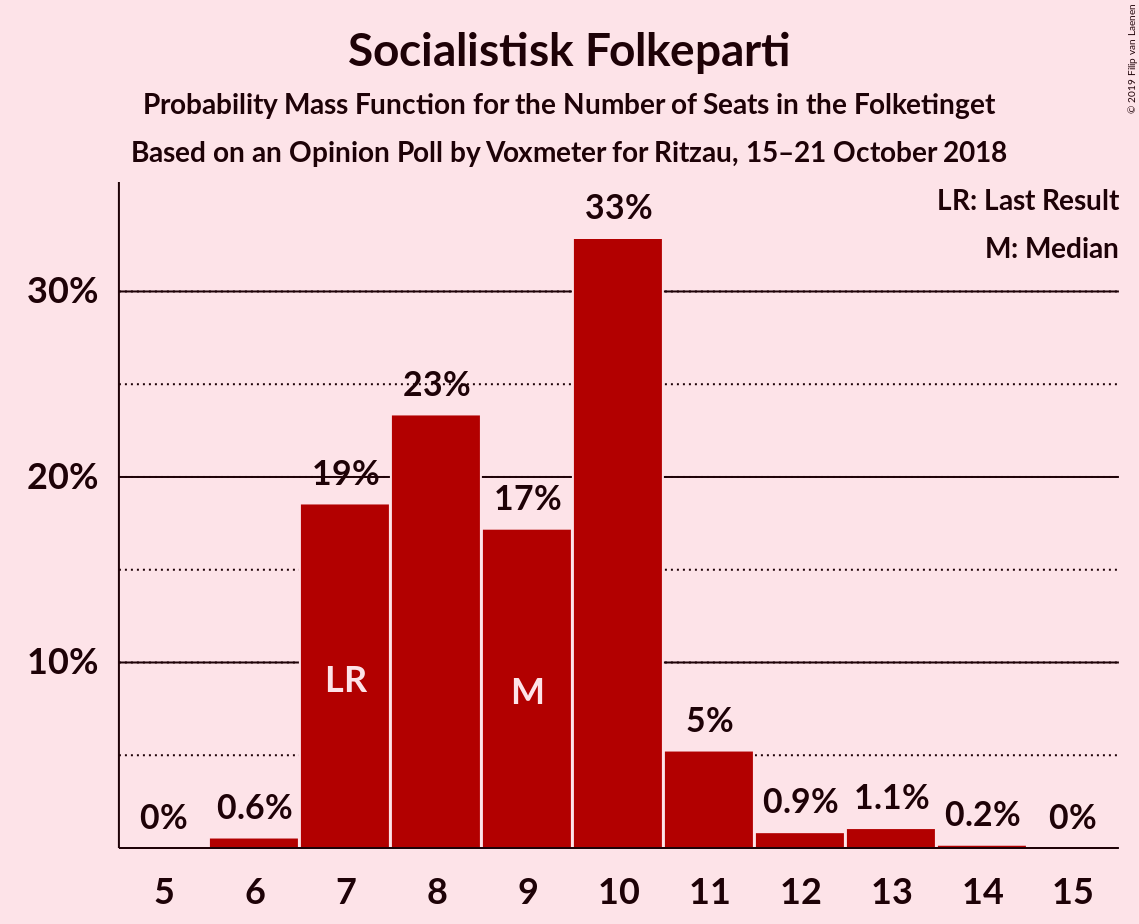 Socialistisk Folkeparti
Probability Mass Function for the Number of Seats in the Folketinget
Based on an Opinion Poll by Voxmeter for Ritzau, 15–21 October 2018
© 2019 Filip van Laenen
LR: Last Result
M: Median
30%
20%
10%
0%
0.6%
19%
23%
17%
33%
5%
0.9%
1.1%
0.2%
0%
LR
M
5 6 7 8 9 10 11 12 13 14 15